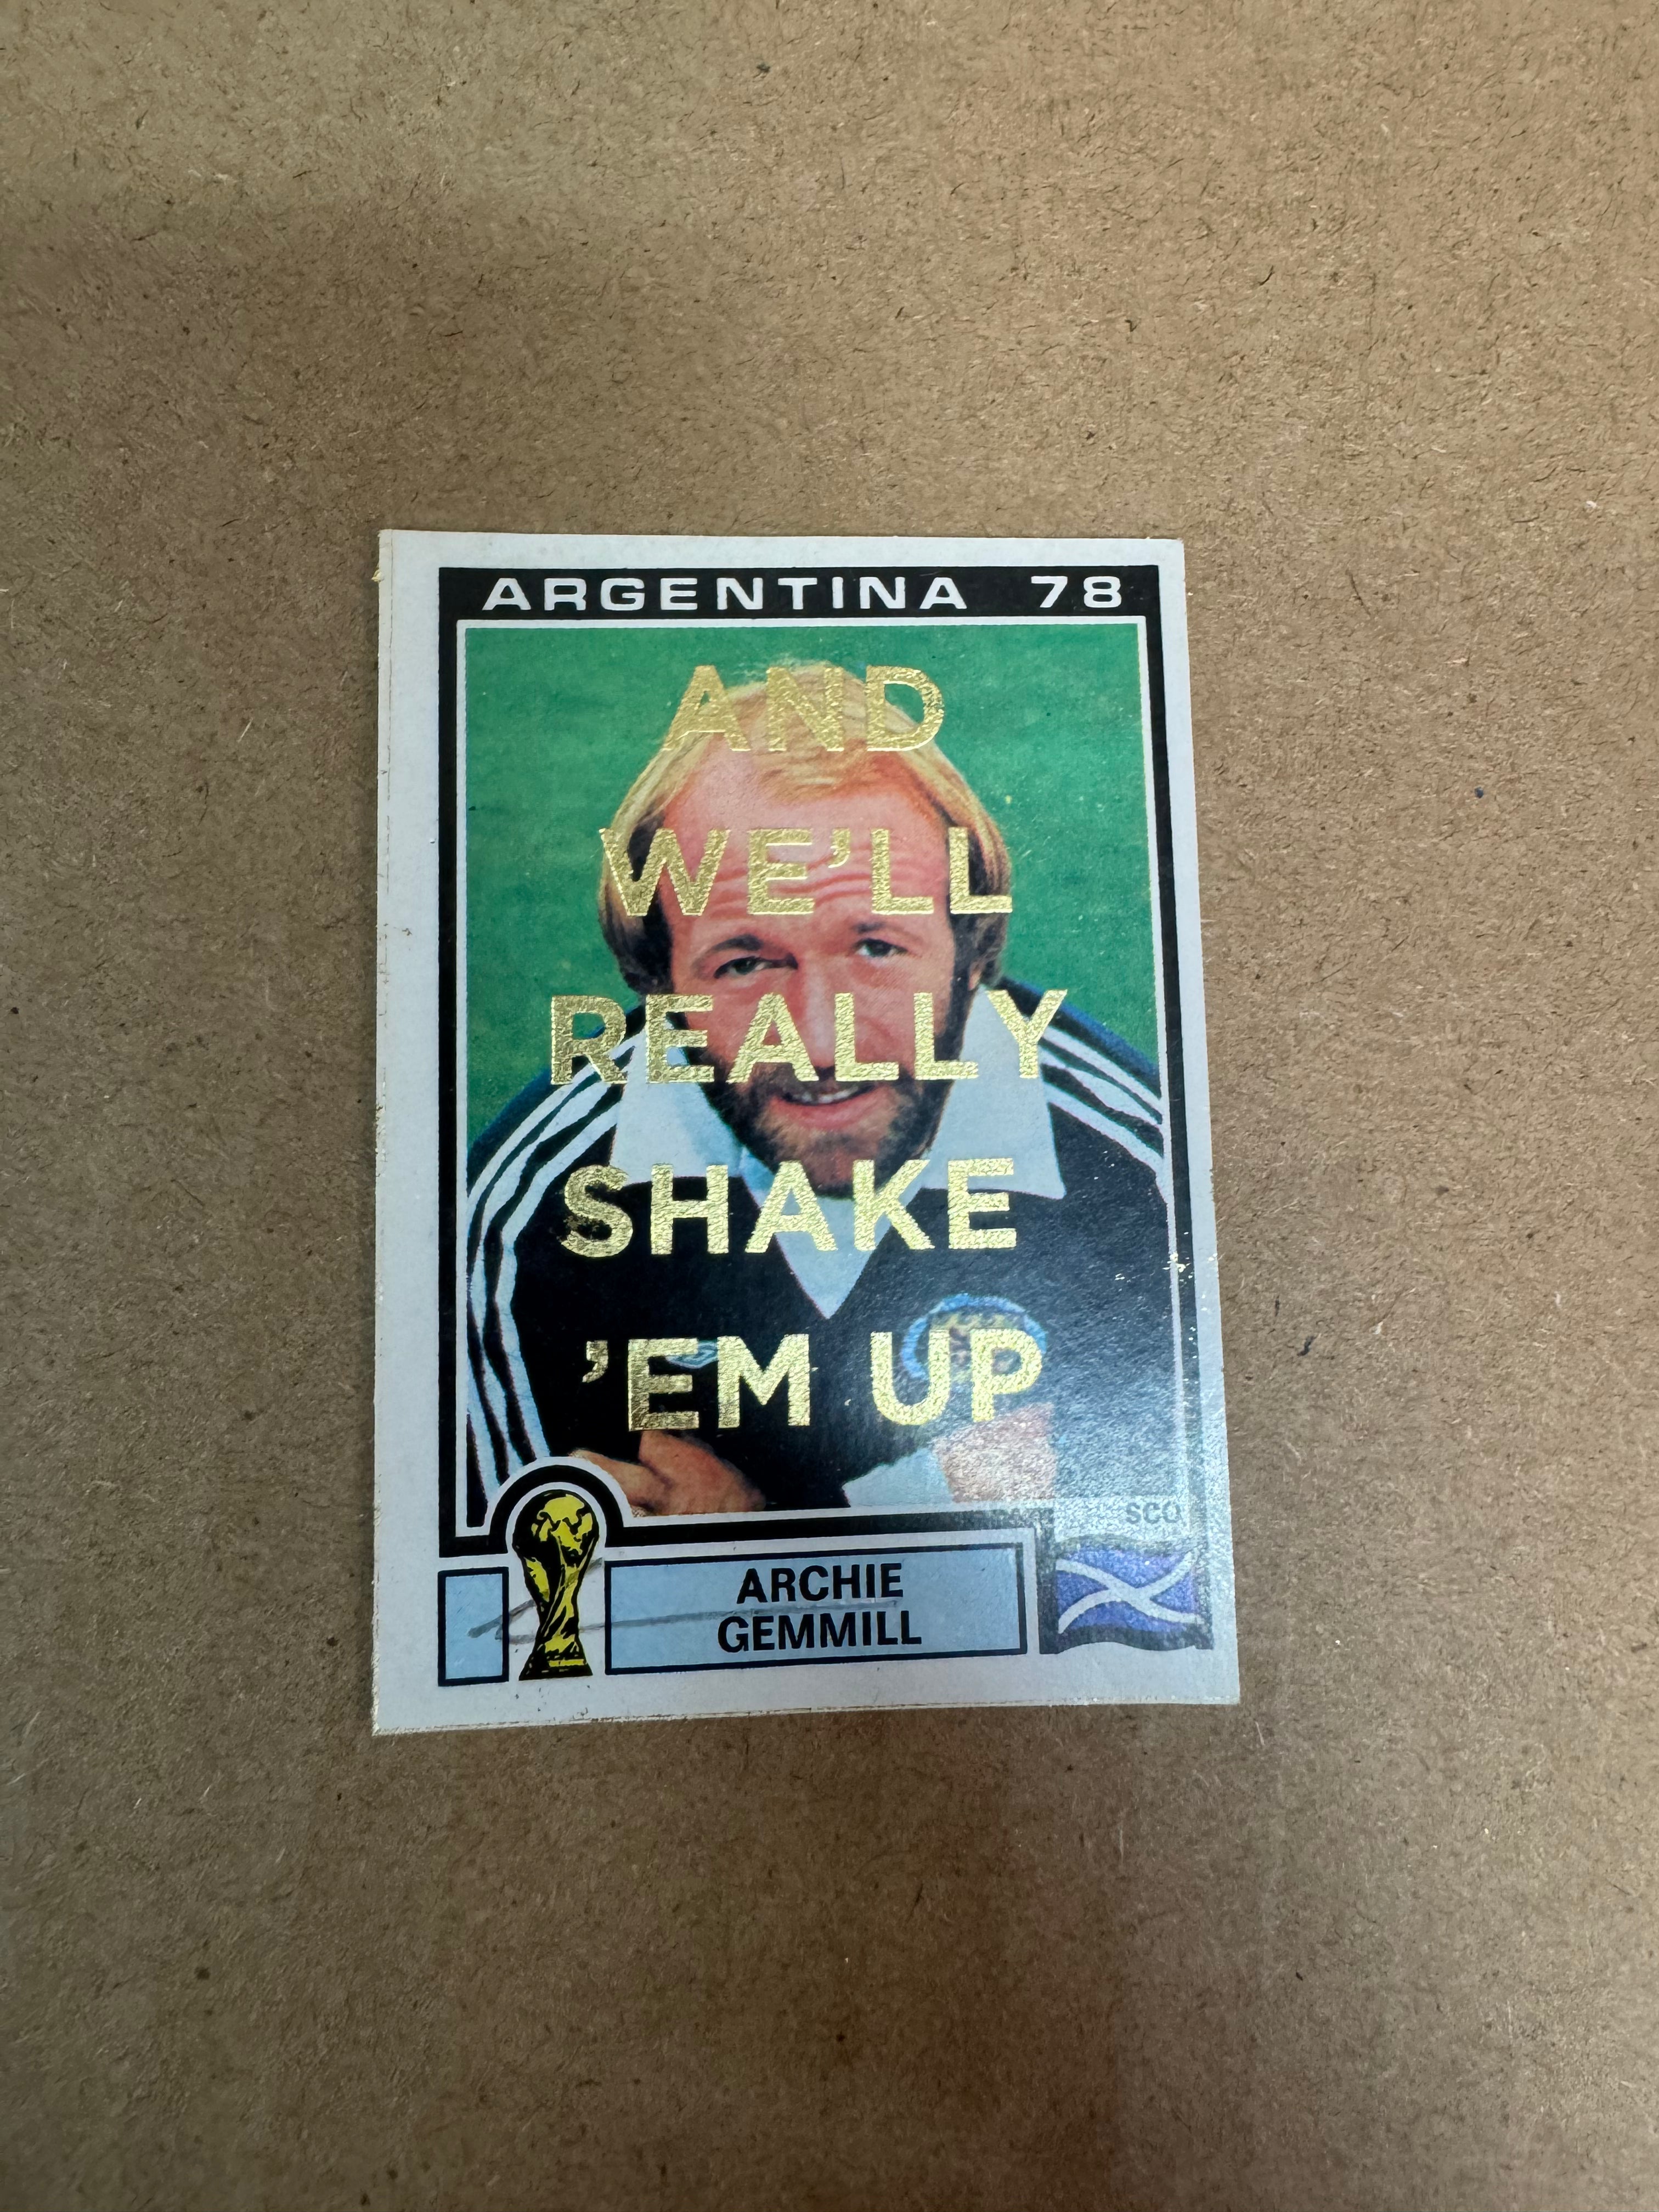 ARGENTINA 78
AND
WE'LL
REALLY
SHAKE
'EM UP
SCO
ARCHIE
GEMMILL